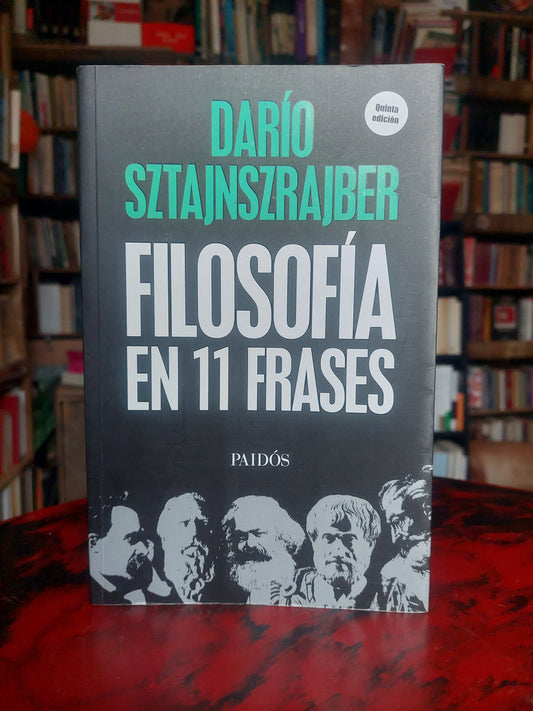 DARÍO
SZTAJNSZRAJBER
Quinta
edición
FILOSOFÍA
EN 11 FRASES
PAIDÓS